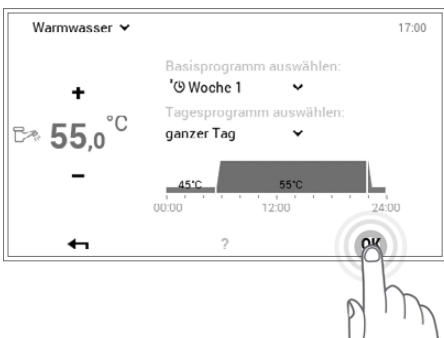 Warmwasser
17:00
Basisprogramm auswählen:
Woche 1
Tagesprogramm auswählen:
ganzer Tag
+
55,0 °C
−
45°C 55°C
00:00 12:00 24:00
? OK